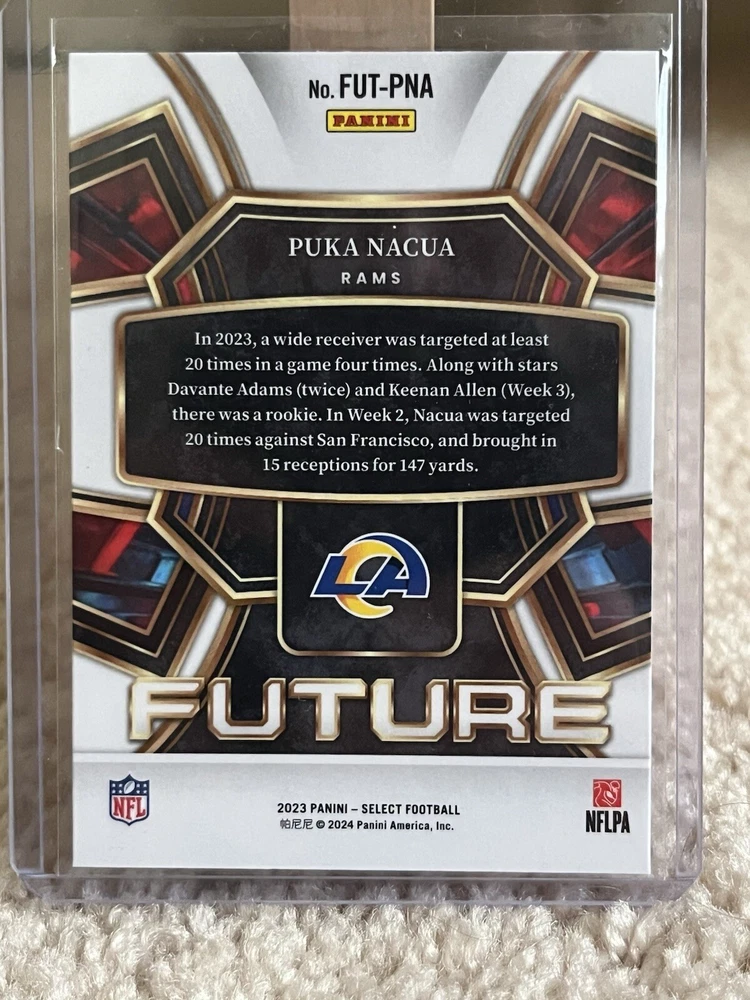 No. FUT-PNA
PANINI
PUKA NACUA
RAMS
In 2023, a wide receiver was targeted at least
20 times in a game four times. Along with stars
Davante Adams (twice) and Keenan Allen (Week 3),
there was a rookie. In Week 2, Nacua was targeted
20 times against San Francisco, and brought in
15 receptions for 147 yards.
LA
FUTURE
NFL
2023 PANINI – SELECT FOOTBALL
帕尼尼 © 2024 Panini America, Inc.
NFLPA